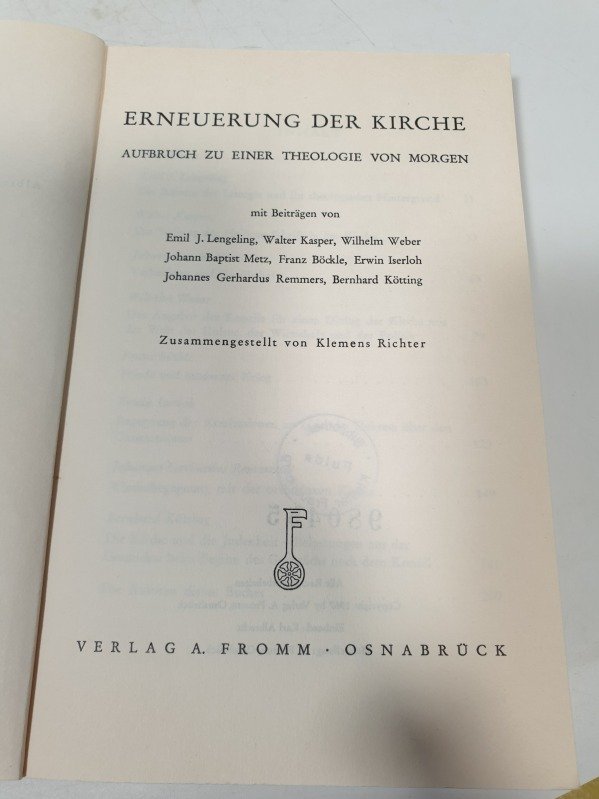 ERNEUERUNG DER KIRCHE
AUFBRUCH ZU EINER THEOLOGIE VON MORGEN
mit Beiträgen von
Emil J. Lengeling, Walter Kasper, Wilhelm Weber
Johann Baptist Metz, Franz Böckle, Erwin Iserloh
Johannes Gerhardus Remmers, Bernhard Kötting
Zusammengestellt von Klemens Richter
F
VERLAG A. FROMM · OSNABRÜCK